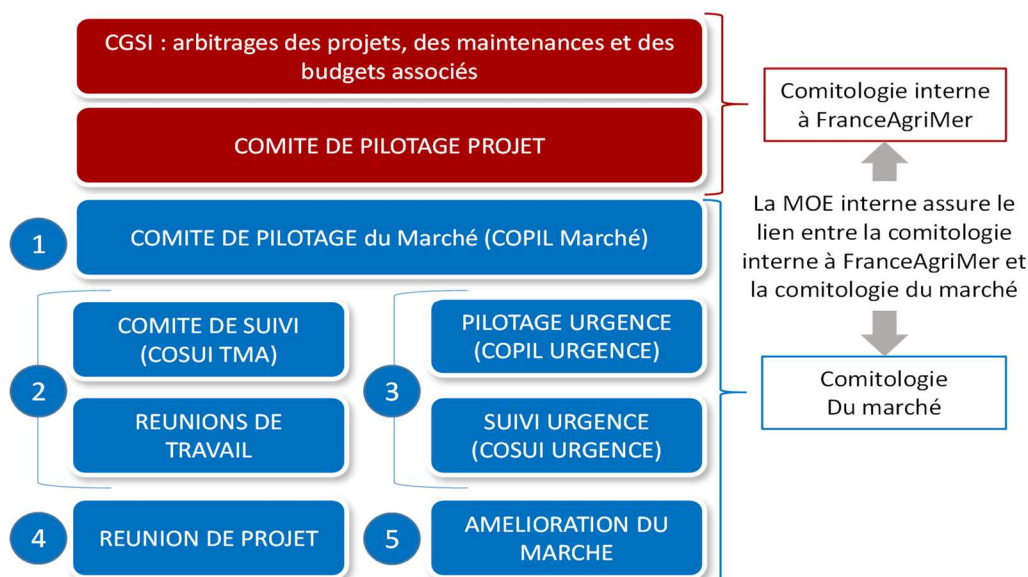 CGSI : arbitrages des projets, des maintenances et des
budgets associés
COMITE DE PILOTAGE PROJET
Comitologie interne
à FranceAgriMer
La MOE interne assure le
lien entre la comitologie
interne à FranceAgriMer et
la comitologie du marché
1
COMITE DE PILOTAGE du Marché (COPIL Marché)
2
COMITE DE SUIVI
(COSUI TMA)
REUNIONS DE
TRAVAIL
3
PILOTAGE URGENCE
(COPIL URGENCE)
SUIVI URGENCE
(COSUI URGENCE)
Comitologie
Du marché
4
REUNION DE PROJET
5
AMELIORATION DU
MARCHE